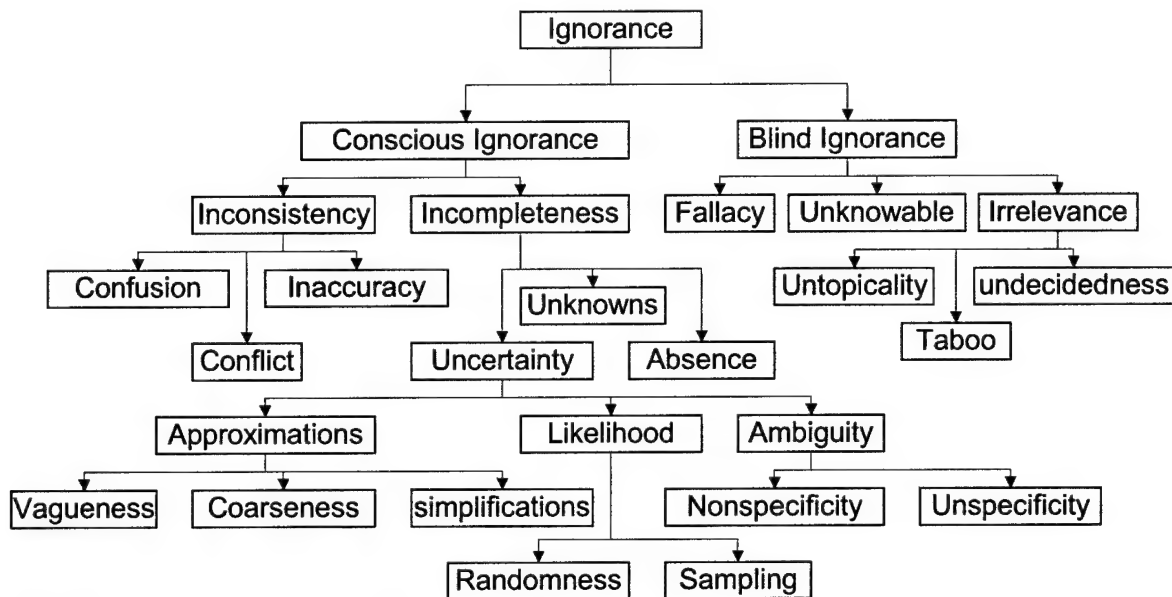 Ignorance
Conscious Ignorance
Blind Ignorance
Inconsistency
Incompleteness
Fallacy
Unknowable
Irrelevance
Confusion
Inaccuracy
Unknowns
Untopicality
undecidedness
Taboo
Conflict
Uncertainty
Absence
Approximations
Likelihood
Ambiguity
Vagueness
Coarseness
simplifications
Nonspecificity
Unspecificity
Randomness
Sampling